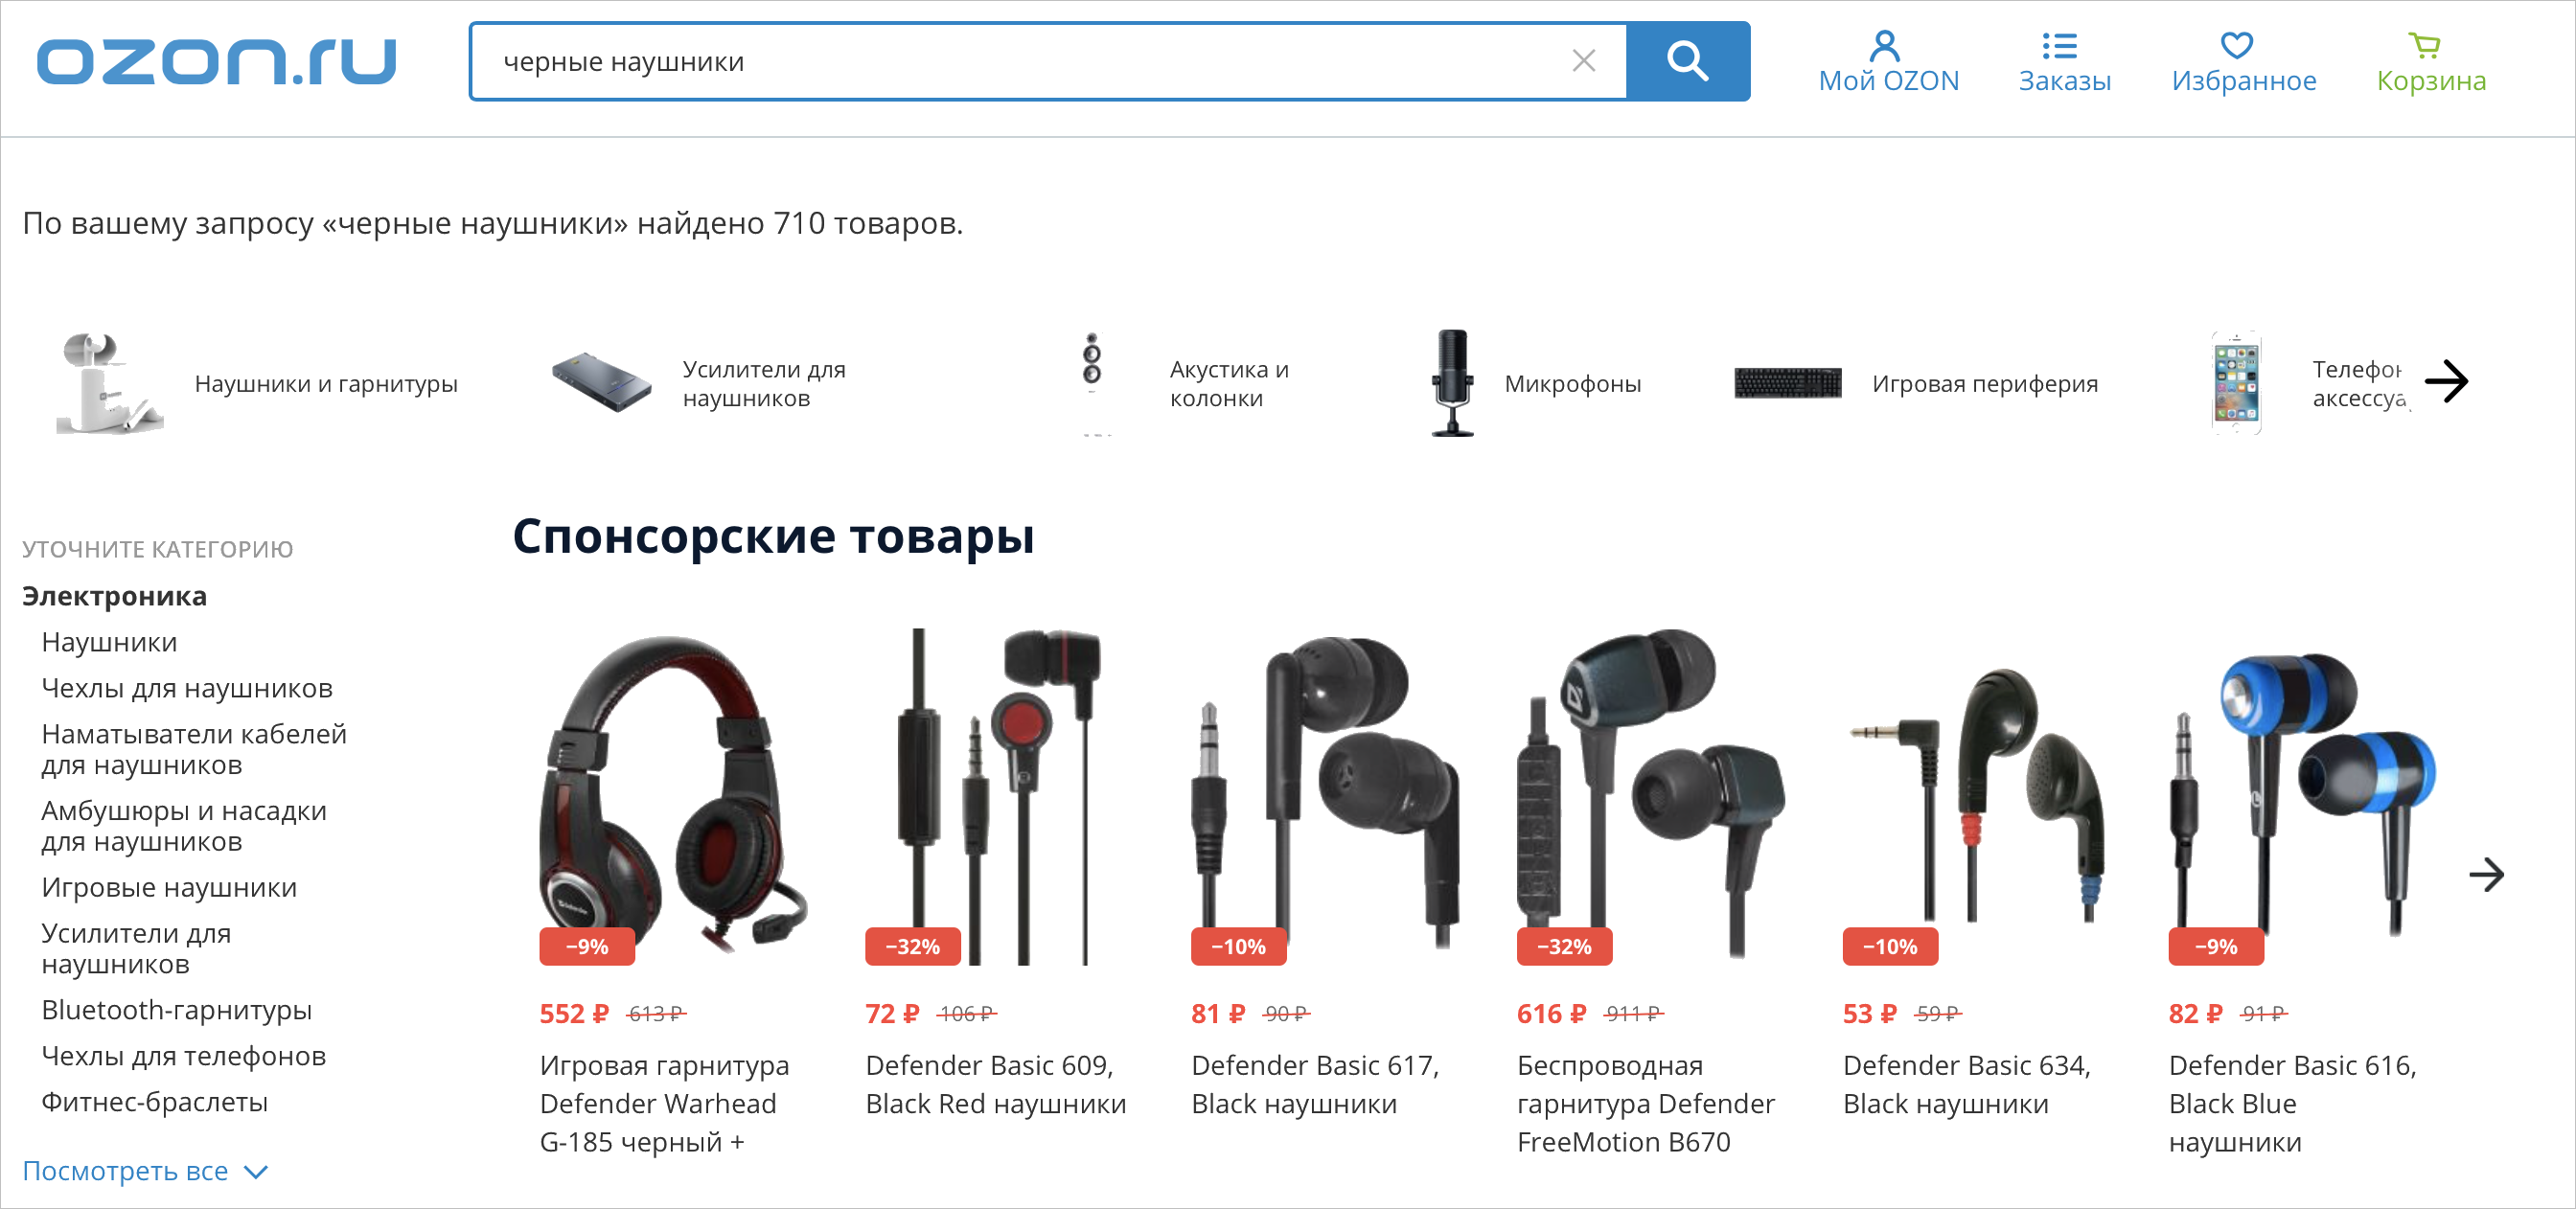 ozon.ru
черные наушники
Мой OZON
Заказы
Избранное
Корзина
По вашему запросу «черные наушники» найдено 710 товаров.
Наушники и гарнитуры
Усилители для
наушников
Акустика и
колонки
Микрофоны
Игровая периферия
УТОЧНИТЕ КАТЕГОРИЮ
Электроника
Наушники
Чехлы для наушников
Наматыватели кабелей
для наушников
Амбушюры и насадки
для наушников
Игровые наушники
Усилители для
наушников
Bluetooth-гарнитуры
Чехлы для телефонов
Фитнес-браслеты
Посмотреть все
Спонсорские товары
−9%
552 ₽ 613 ₽
Игровая гарнитура
Defender Warhead
G-185 черный +
−32%
72 ₽ 106 ₽
Defender Basic 609,
Black Red наушники
−10%
81 ₽ 90 ₽
Defender Basic 617,
Black наушники
−32%
616 ₽ 911 ₽
Беспроводная
гарнитура Defender
FreeMotion B670
−10%
53 ₽ 59 ₽
Defender Basic 634,
Black наушники
−9%
82 ₽ 91 ₽
Defender Basic 616,
Black Blue
наушники